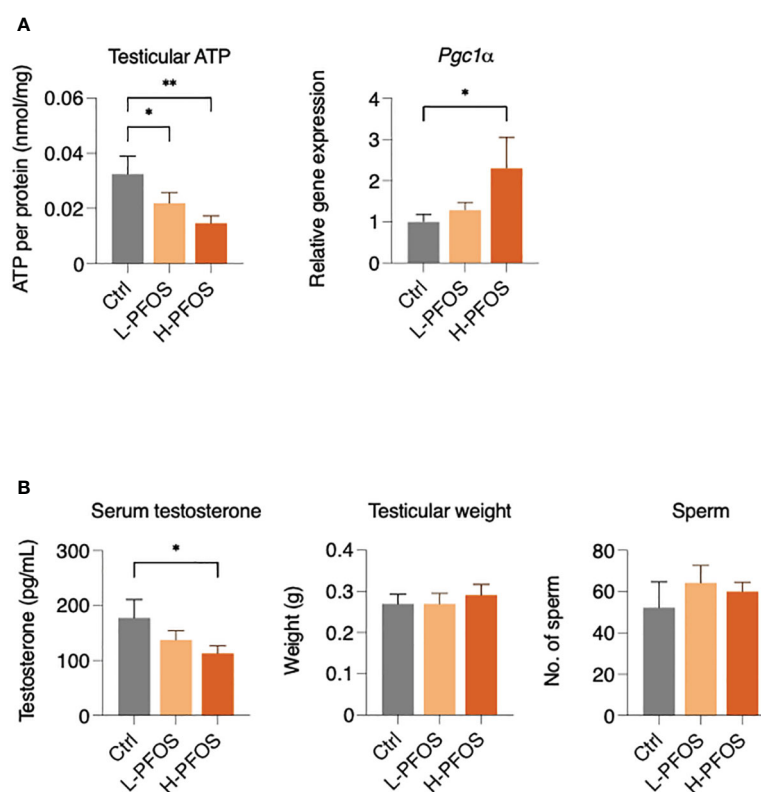 A
Testicular ATP
ATP per protein (nmol/mg)
0.06
0.04
0.02
0
**
*
Ctrl
L-PFOS
H-PFOS
Pgc1α
Relative gene expression
4
3
2
1
0
*
Ctrl
L-PFOS
H-PFOS
B
Serum testosterone
Testosterone (pg/mL)
300
200
100
0
*
Ctrl
L-PFOS
H-PFOS
Testicular weight
Weight (g)
0.4
0.3
0.2
0.1
0
Ctrl
L-PFOS
H-PFOS
Sperm
No. of sperm
80
60
40
20
0
Ctrl
L-PFOS
H-PFOS